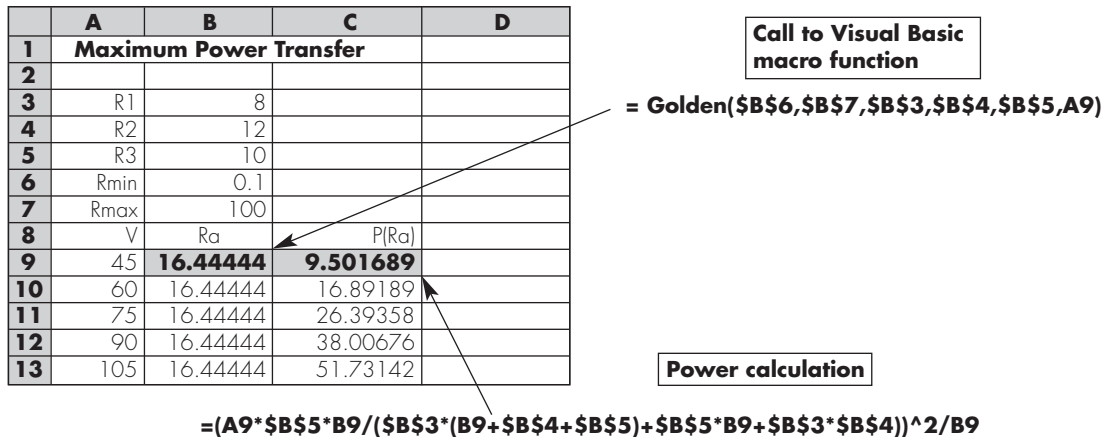 A B C D
1 Maximum Power Transfer
2
3 R1 8
4 R2 12
5 R3 10
6 Rmin 0.1
7 Rmax 100
8 V Ra P(Ra)
9 45 16.44444 9.501689
10 60 16.44444 16.89189
11 75 16.44444 26.39358
12 90 16.44444 38.00676
13 105 16.44444 51.73142
Call to Visual Basic
macro function
= Golden($B$6,$B$7,$B$3,$B$4,$B$5,A9)
Power calculation
=(A9*$B$5*B9/($B$3*(B9+$B$4+$B$5)+$B$5*B9+$B$3*$B$4))^2/B9